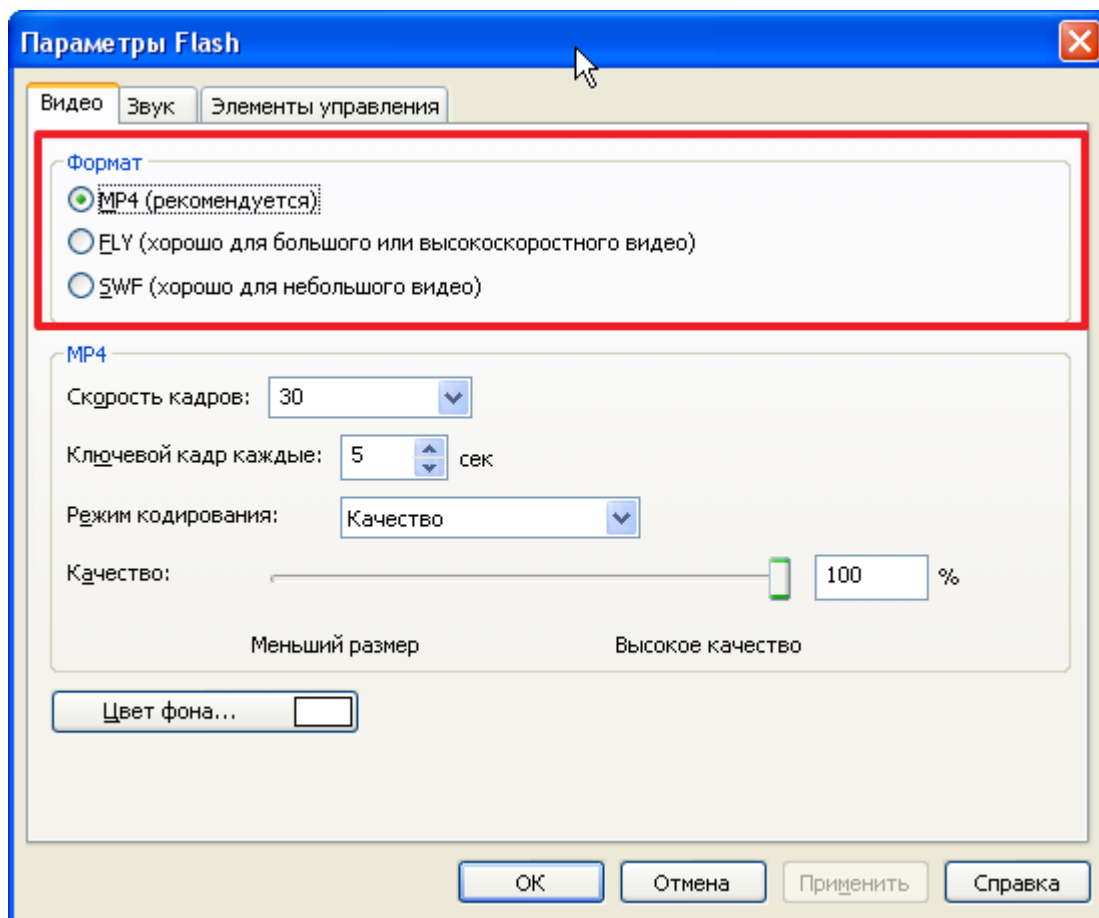 Параметры Flash
Видео Звук Элементы управления
Формат
MP4 (рекомендуется)
FLY (хорошо для большого или высокоскоростного видео)
SWF (хорошо для небольшого видео)
MP4
Скорость кадров: 30
Ключевой кадр каждые: 5 сек
Режим кодирования: Качество
Качество: 100 %
Меньший размер Высокое качество
Цвет фона...
ОК Отмена Применить Справка